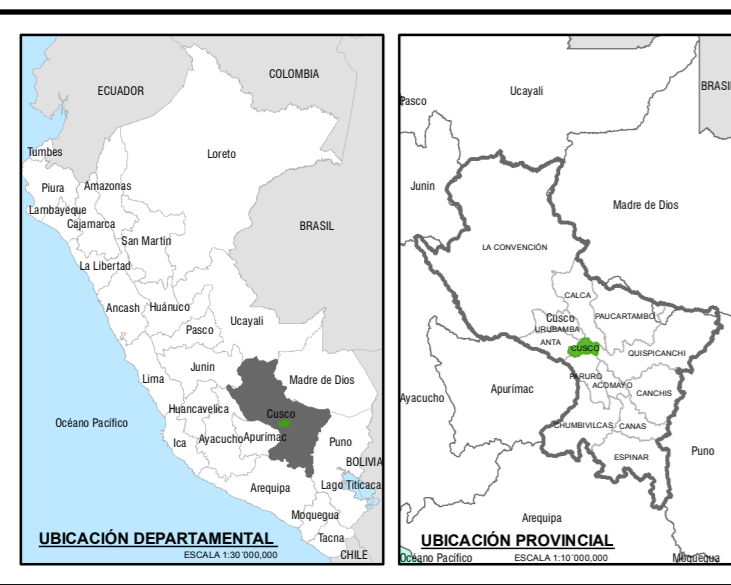 ECUADOR
COLOMBIA
Tumbes
Loreto
Piura
Amazonas
Lambayeque
Cajamarca
San Martín
BRASIL
La Libertad
Ancash
Huánuco
Ucayali
Pasco
Junin
Lima
Madre de Dios
Huancavelica
Cusco
Océano Pacífico
Ica
Ayacucho
Apurímac
Puno
BOLIVIA
Lago Titicaca
Arequipa
Moquegua
Tacna
CHILE
UBICACIÓN DEPARTAMENTAL
ESCALA 1:30´000,000
Ucayali
BRASIL
Pasco
Junin
Madre de Dios
LA CONVENCIÓN
CALCA
Cusco
PAUCARTAMBO
URUBAMBA
ANTA
CUSCO
QUISPICANCHI
PARURO
ACOMAYO
Apurímac
CANCHIS
Ayacucho
CHUMBIVILCAS
CANAS
Puno
ESPINAR
Arequipa
UBICACIÓN PROVINCIAL
Océano Pacífico
ESCALA 1:10´000,000
Moquegua